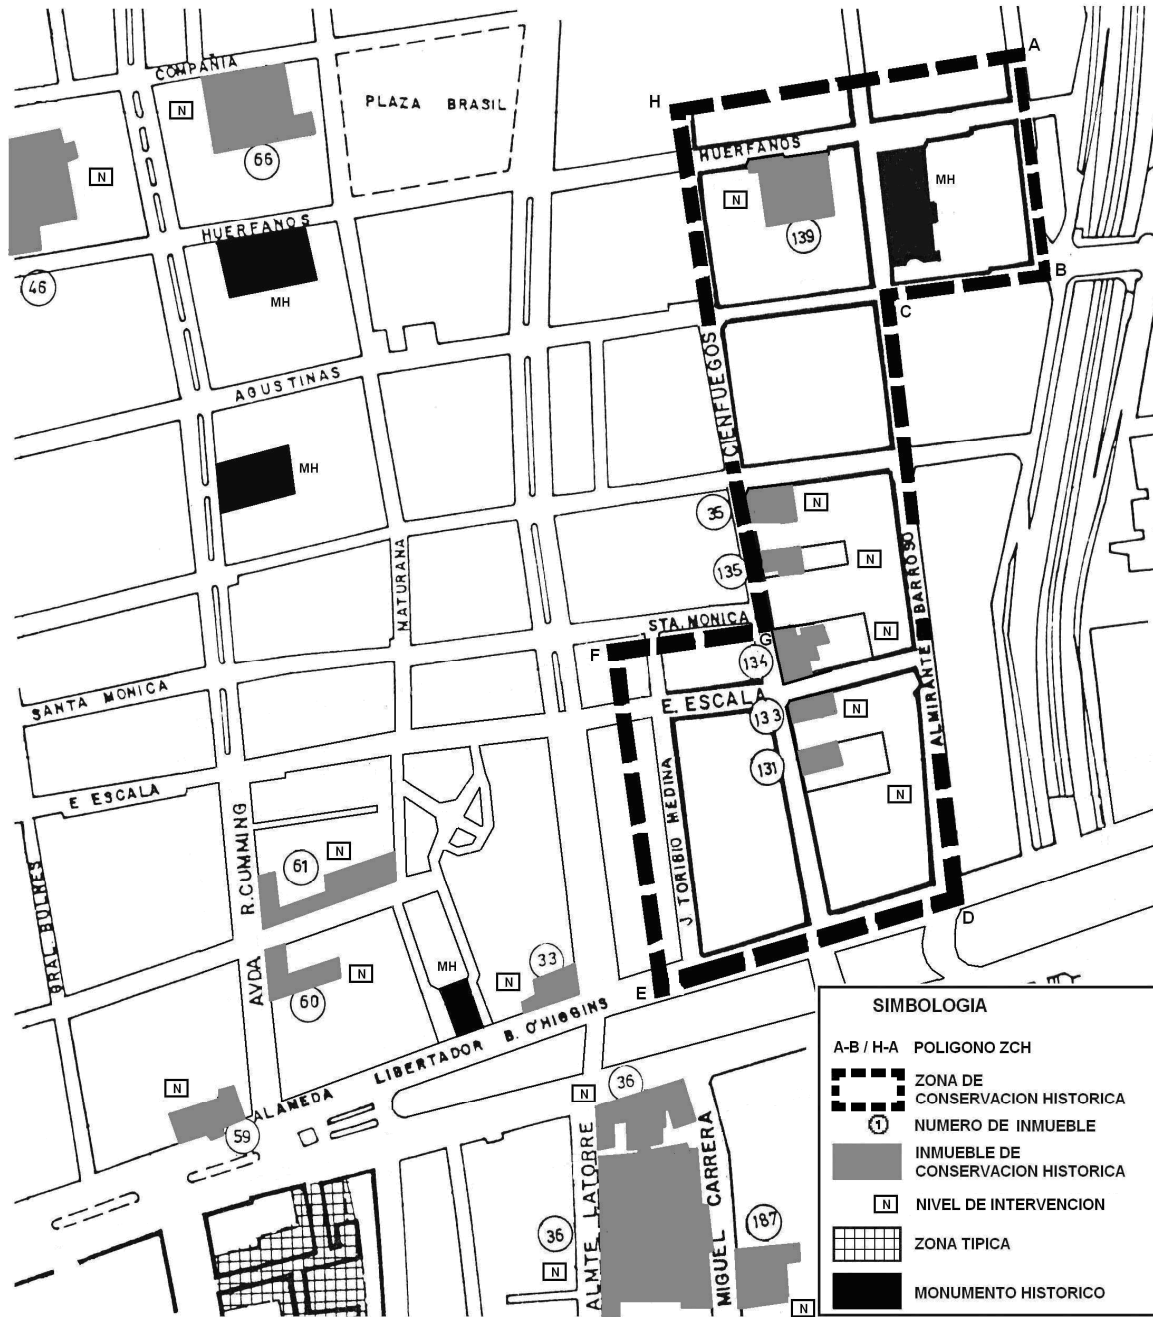 COMPAÑIA
PLAZA BRASIL
A
H
N
66
N
HUERFANOS
MH
N
139
HUERFANOS
MH
46
B
C
AGUSTINAS
MH
CIENFUEGOS
35
N
135
N
ALMIRANTE BARROSO
MATURANA
STA. MONICA
G
N
F
134
E. ESCALA
133
N
131
N
SANTA MONICA
E ESCALA
J. TORIBIO MEDINA
AVDA R. CUMMING
GRAL. BULNES
61
N
D
60
N
MH
N
33
E
ALAMEDA LIBERTADOR B. O'HIGGINS
N
59
N
36
ALMTE LATORRE
MIGUEL CARRERA
36
N
187
N
SIMBOLOGIA
A-B / H-A POLIGONO ZCH
ZONA DE
CONSERVACION HISTORICA
1 NUMERO DE INMUEBLE
INMUEBLE DE
CONSERVACION HISTORICA
N NIVEL DE INTERVENCION
ZONA TIPICA
MONUMENTO HISTORICO